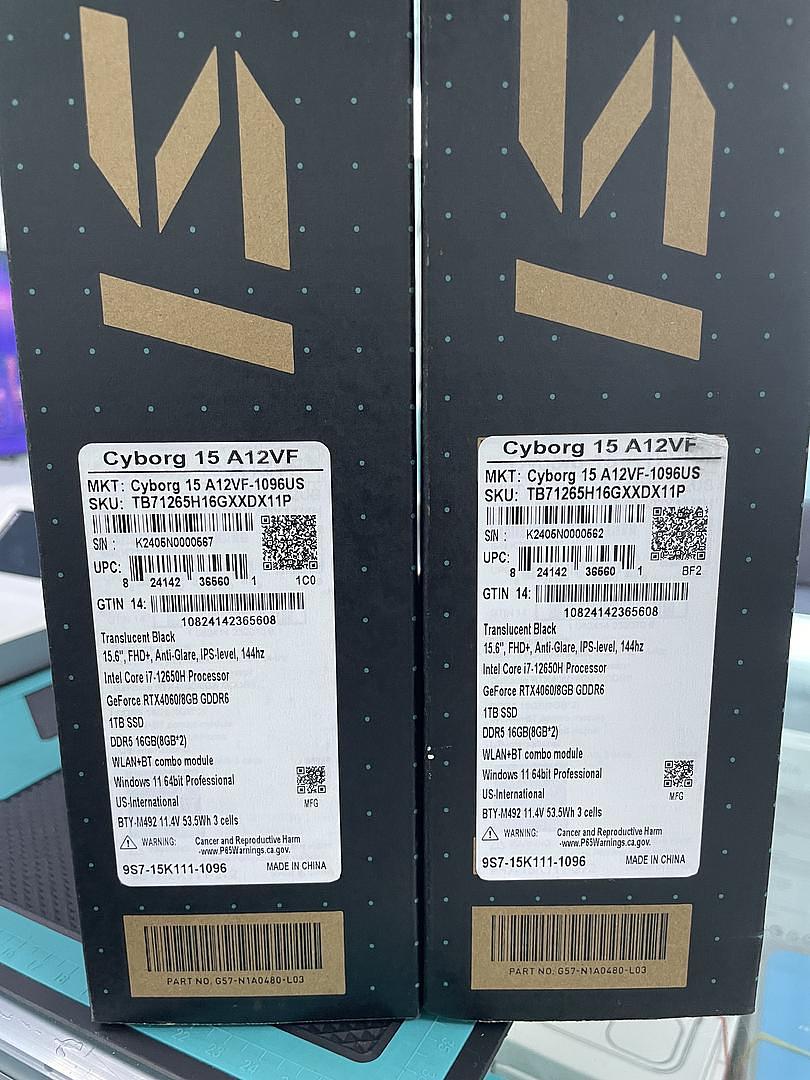 Cyborg 15 A12VF
MKT: Cyborg 15 A12VF-1096US
SKU: TB71265H16GXXDX11P
S/N : K2405N0000567
UPC:
8 24142 36560 1 1C0
GTIN 14:
10824142365608
Translucent Black
15.6", FHD+, Anti-Glare, IPS-level, 144hz
Intel Core i7-12650H Processor
GeForce RTX4060/8GB GDDR6
1TB SSD
DDR5 16GB(8GB*2)
WLAN+BT combo module
Windows 11 64bit Professional
US-International
MFG
BTY-M492 11.4V 53.5Wh 3 cells
WARNING: Cancer and Reproductive Harm
-www.P65Warnings.ca.gov.
9S7-15K111-1096 MADE IN CHINA
PART NO. G57-N1A0480-L03
Cyborg 15 A12VF
MKT: Cyborg 15 A12VF-1096US
SKU: TB71265H16GXXDX11P
S/N : K2405N0000562
UPC:
8 24142 36560 1 BF2
GTIN 14:
10824142365608
Translucent Black
15.6", FHD+, Anti-Glare, IPS-level, 144hz
Intel Core i7-12650H Processor
GeForce RTX4060/8GB GDDR6
1TB SSD
DDR5 16GB(8GB*2)
WLAN+BT combo module
Windows 11 64bit Professional
US-International
MFG
BTY-M492 11.4V 53.5Wh 3 cells
WARNING: Cancer and Reproductive Harm
-www.P65Warnings.ca.gov.
9S7-15K111-1096 MADE IN CHINA
PART NO. G57-N1A0480-L03